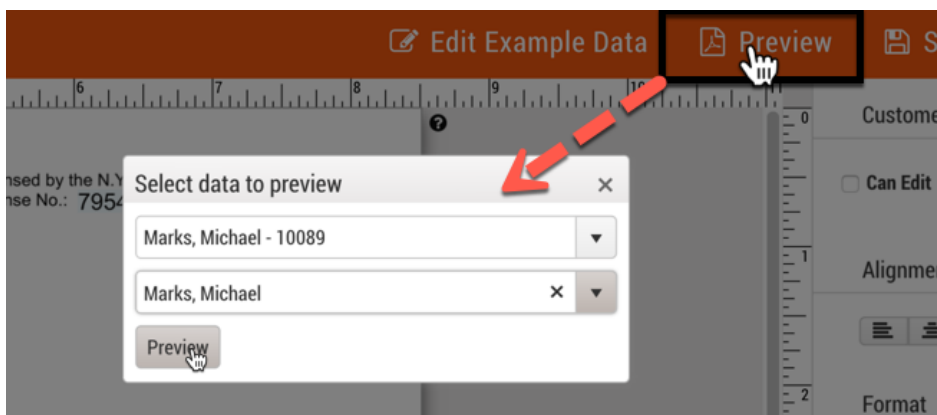 Edit Example Data
Preview
S
6 7 8 9 10
0
Custome
nsed by the N.Y
nse No.: 7954
Select data to preview
×
Can Edit
Marks, Michael - 10089
1
Alignme
Marks, Michael
×
Preview
2
Format